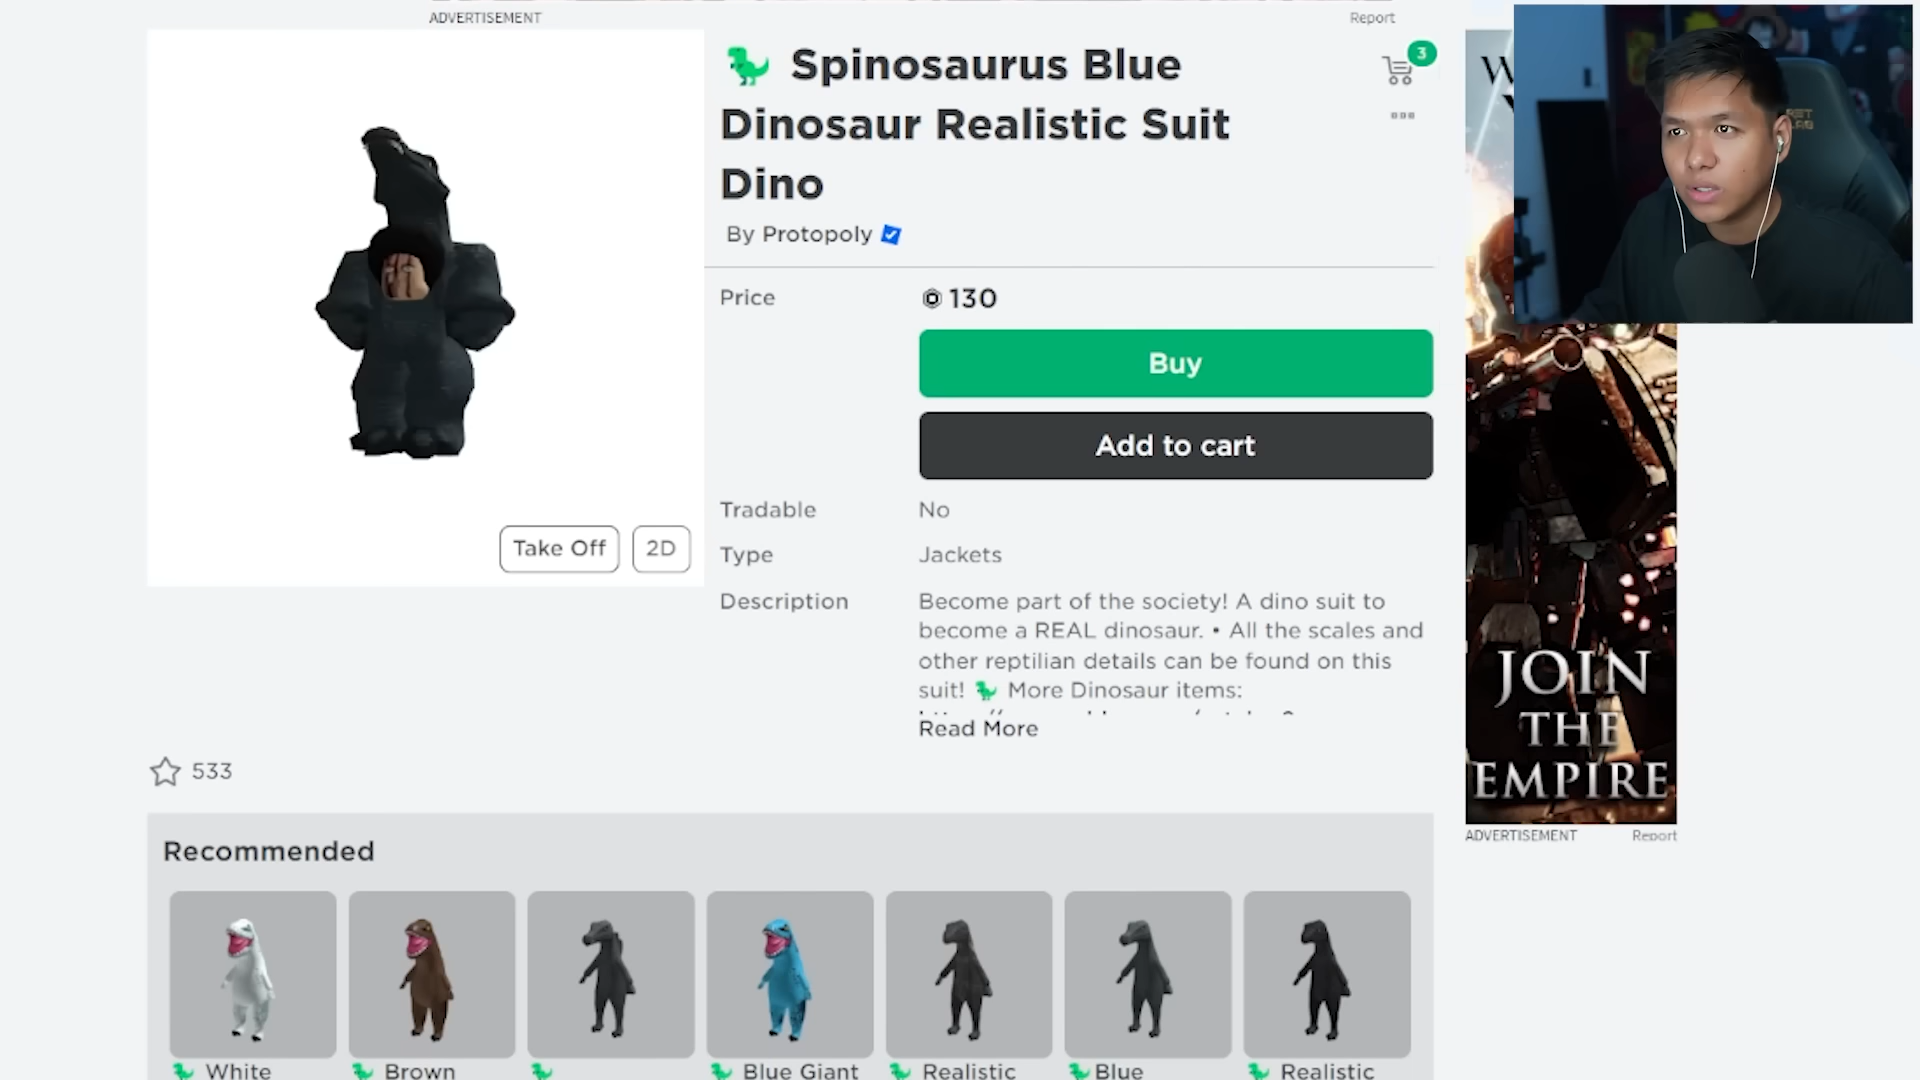 ADVERTISEMENT
Report
Spinosaurus Blue
Dinosaur Realistic Suit
Dino
3
By Protopoly
Price
130
Buy
Add to cart
Tradable
No
Type
Jackets
Description
Become part of the society! A dino suit to
become a REAL dinosaur. • All the scales and
other reptilian details can be found on this
suit! 🦖 More Dinosaur items:
Read More
Take Off
2D
533
Recommended
White
Brown
Blue Giant
Realistic
Blue
Realistic
JOIN
THE
EMPIRE
ADVERTISEMENT
Report